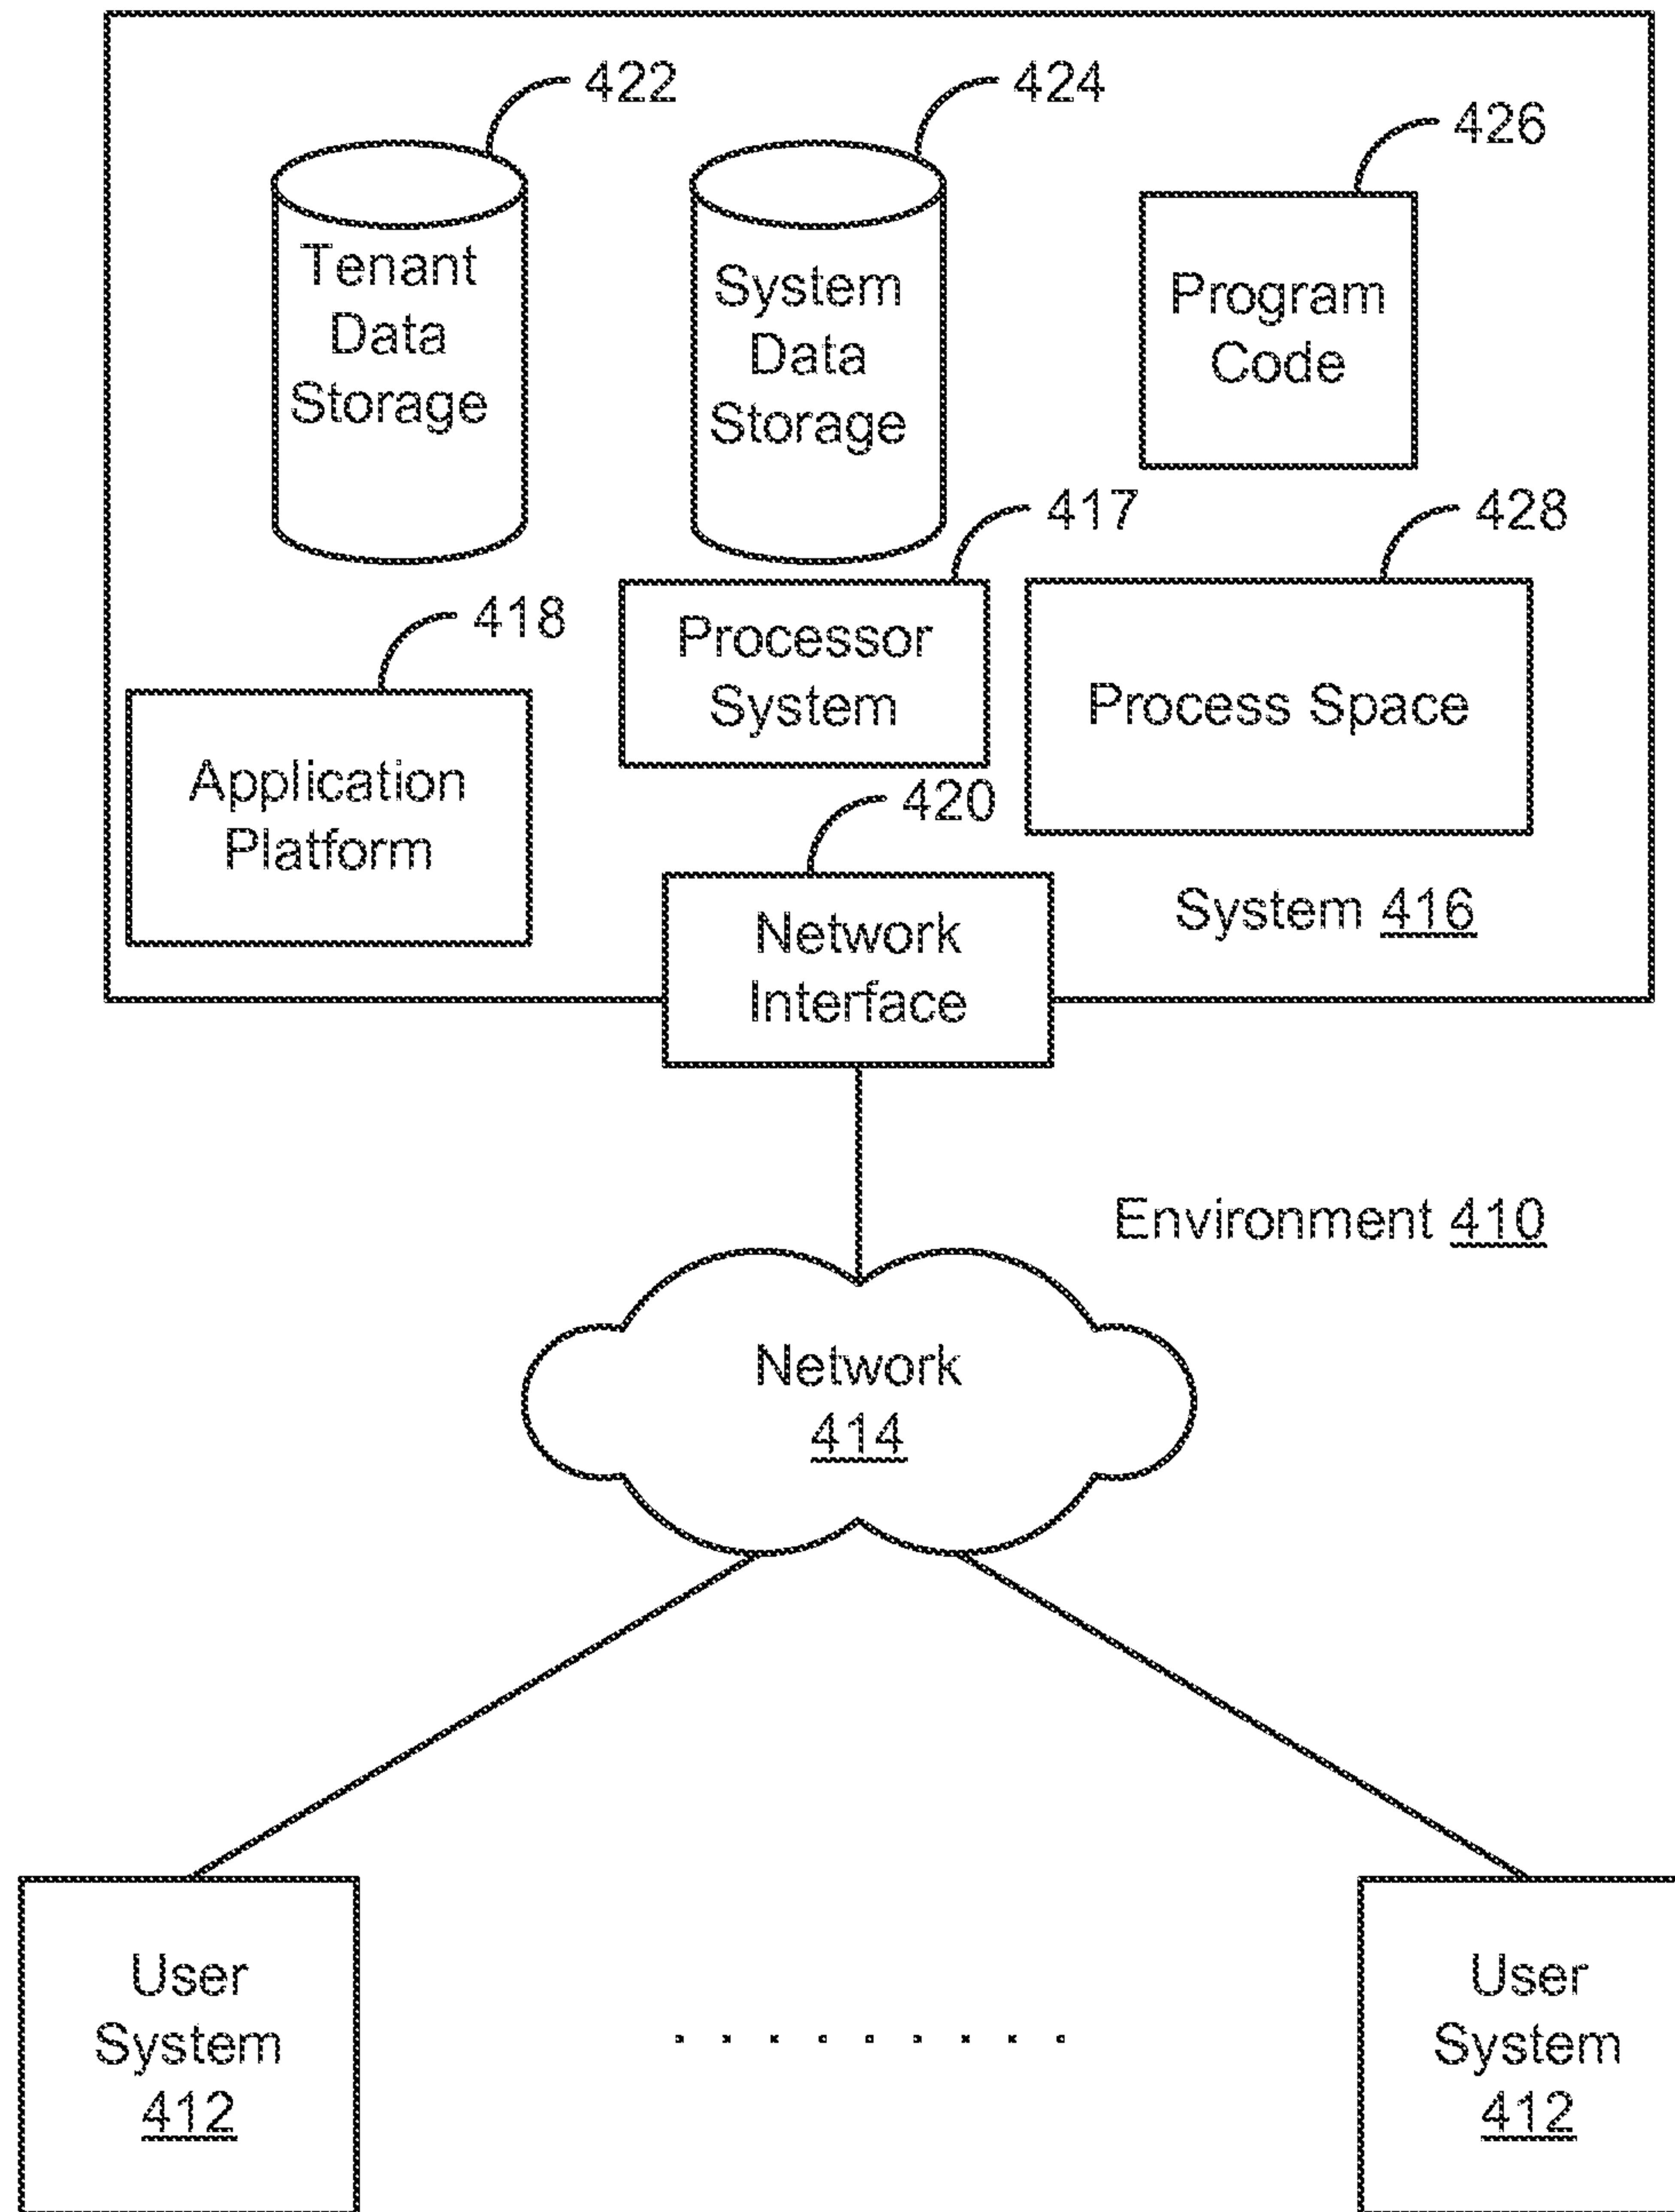 422
424
426
Tenant
Data
Storage
System
Data
Storage
Program
Code
417
428
418
Processor
System
Process Space
Application
Platform
420
Network
Interface
System 416
Environment 410
Network
414
User
System
412
User
System
412